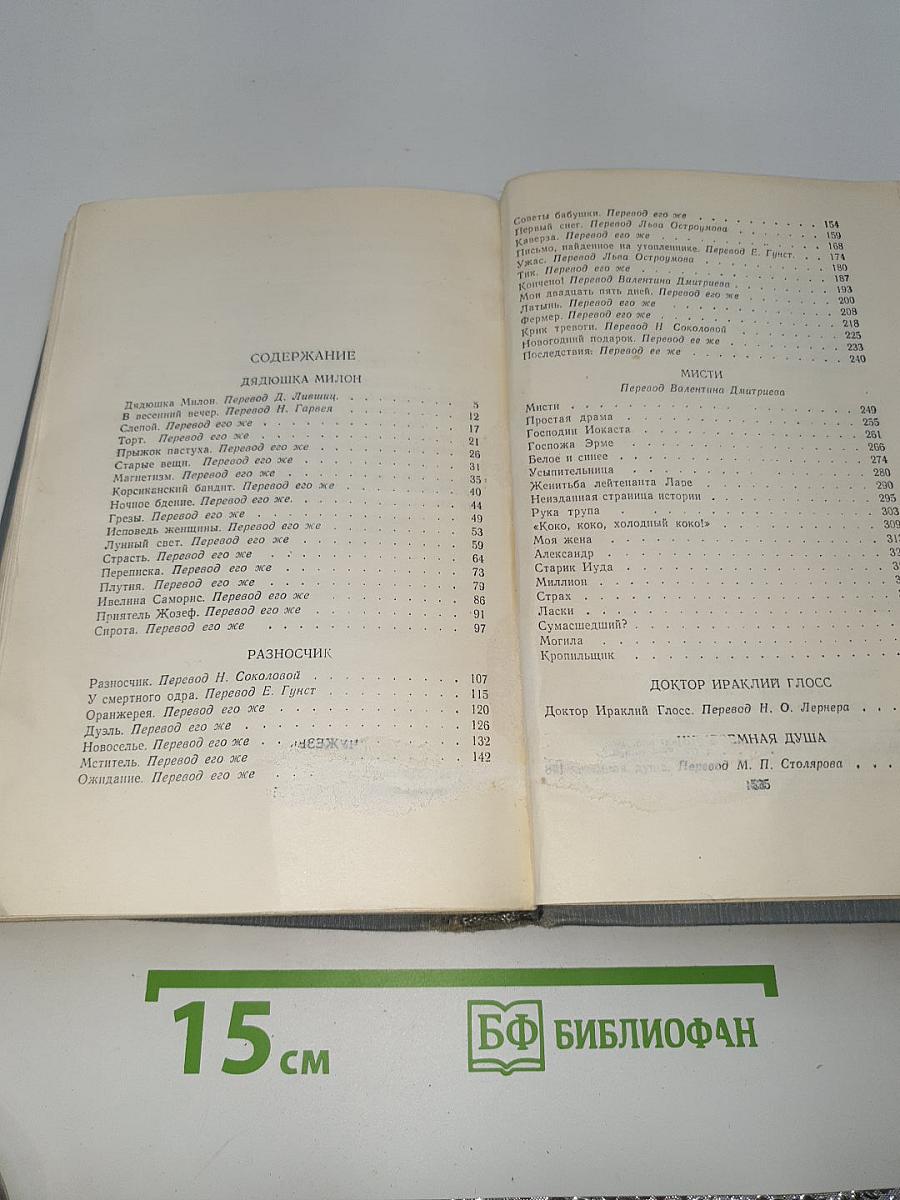 СОДЕРЖАНИЕ
ДЯДЮШКА МИЛОН
Дядюшка Милон. Перевод Д. Лившиц. 5
В весенний вечер. Перевод Н. Гарвея 12
Слепой. Перевод его же 17
Торт. Перевод его же 21
Прыжок пастуха. Перевод его же 26
Старые вещи. Перевод его же 31
Магнетизм. Перевод его же 35
Корсиканский бандит. Перевод его же 40
Ночное бдение. Перевод его же. 44
Грезы. Перевод его же 49
Исповедь женщины. Перевод его же 53
Лунный свет. Перевод его же 59
Страсть. Перевод его же 64
Переписка. Перевод его же 73
Плутня. Перевод его же 79
Ивелина Саморис. Перевод его же 86
Приятель Жозеф. Перевод его же 91
Сирота. Перевод его же 97
РАЗНОСЧИК
Разносчик. Перевод Н. Соколовой 107
У смертного одра. Перевод Е. Гунст 115
Оранжерея. Перевод его же 120
Дуэль. Перевод его же 126
Новоселье. Перевод его же 132
Мститель. Перевод его же 142
Ожидание. Перевод его же
Советы бабушки. Перевод его же 154
Первый снег. Перевод Льва Остроумова 159
Каверза. Перевод его же 168
Письмо, найденное на утопленнике. Перевод Е. Гунст. 174
Ужас. Перевод Льва Остроумова 180
Тик. Перевод его же 187
Кончено! Перевод Валентина Дмитриева 193
Мои двадцать пять дней. Перевод его же 200
Латынь. Перевод его же 208
Фермер. Перевод его же 218
Крик тревоги. Перевод Н Соколовой 225
Новогодний подарок. Перевод ее же 233
Последствия: Перевод ее же 240
МИСТИ
Перевод Валентина Дмитриева
Мисти 249
Простая драма 255
Господин Иокаста 261
Госпожа Эрме 266
Белое и синее 274
Усыпительница 280
Женитьба лейтенанта Ларе 290
Неизданная страница истории 295
Рука трупа 303
«Коко, коко, холодный коко!» 309
Моя жена
Александр
Старик Иуда
Миллион
Страх
Ласки
Сумасшедший?
Могила
Кропильщик
ДОКТОР ИРАКЛИЙ ГЛОСС
Доктор Ираклий Глосс. Перевод Н. О. Лернера
ДУША
душа. Перевод М. П. Столярова
15 см
БФ БИБЛИОФАН